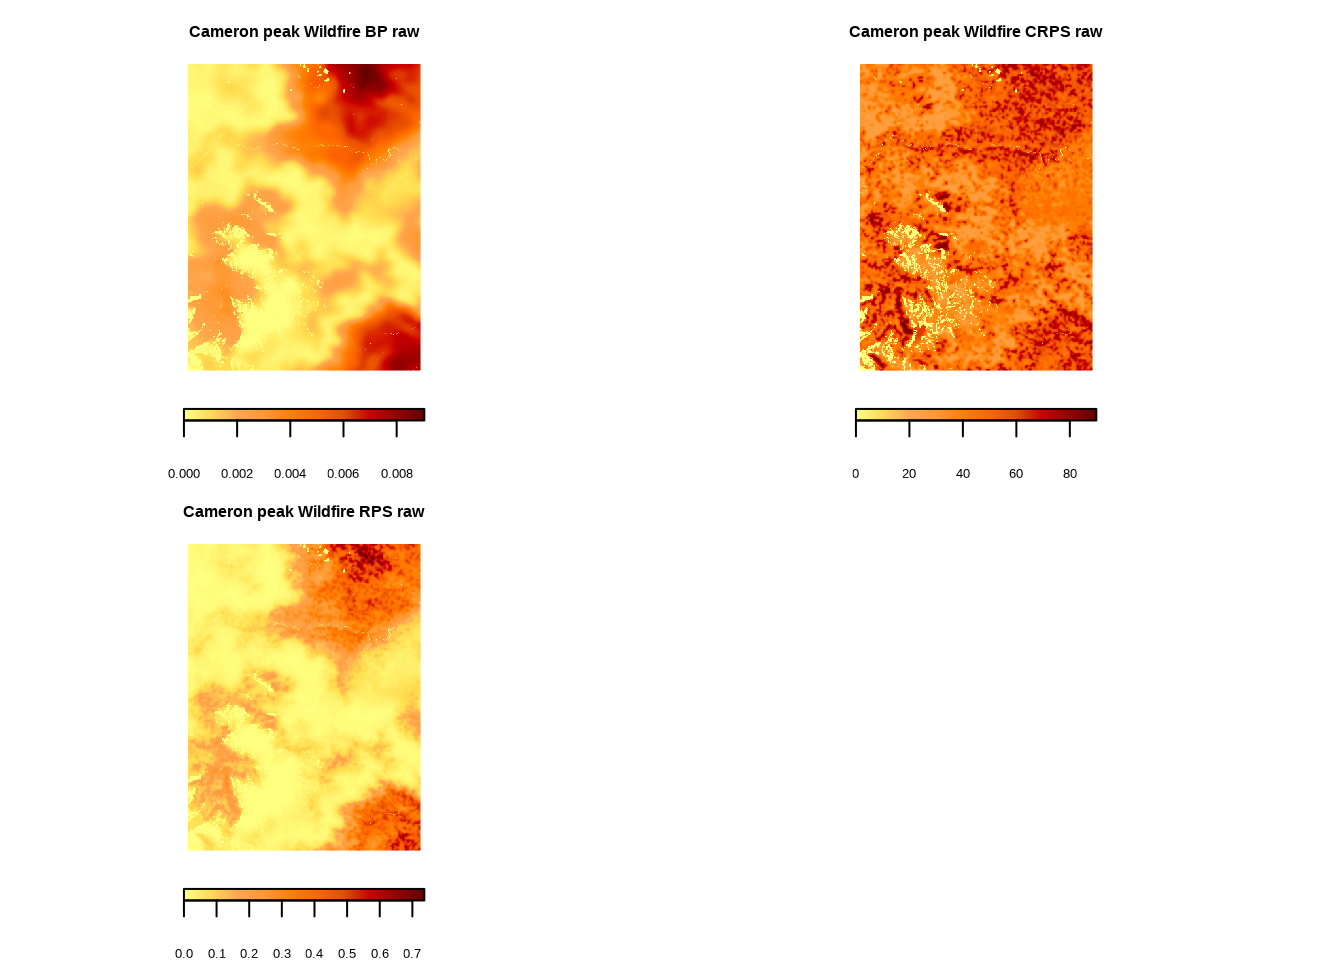 Cameron peak Wildfire BP raw
Cameron peak Wildfire CRPS raw
0.000 0.002 0.004 0.006 0.008
0 20 40 60 80
Cameron peak Wildfire RPS raw
0.0 0.1 0.2 0.3 0.4 0.5 0.6 0.7